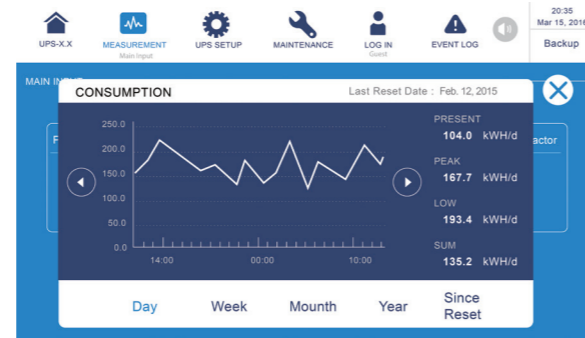 20:35
Mar 15, 2016
UPS-X.X MEASUREMENT UPS SETUP MAINTENANCE LOG IN EVENT LOG Backup
Main Input Guest
MAIN IN
CONSUMPTION Last Reset Date : Feb. 12, 2015
250.0 PRESENT
104.0 kWH/d
F actor
200.0
PEAK
150.0 167.7 kWH/d
100.0 LOW
50.0 193.4 kWH/d
0.0 SUM
14:00 00:00 10:00 135.2 kWH/d
Day Week Mounth Year Since
Reset